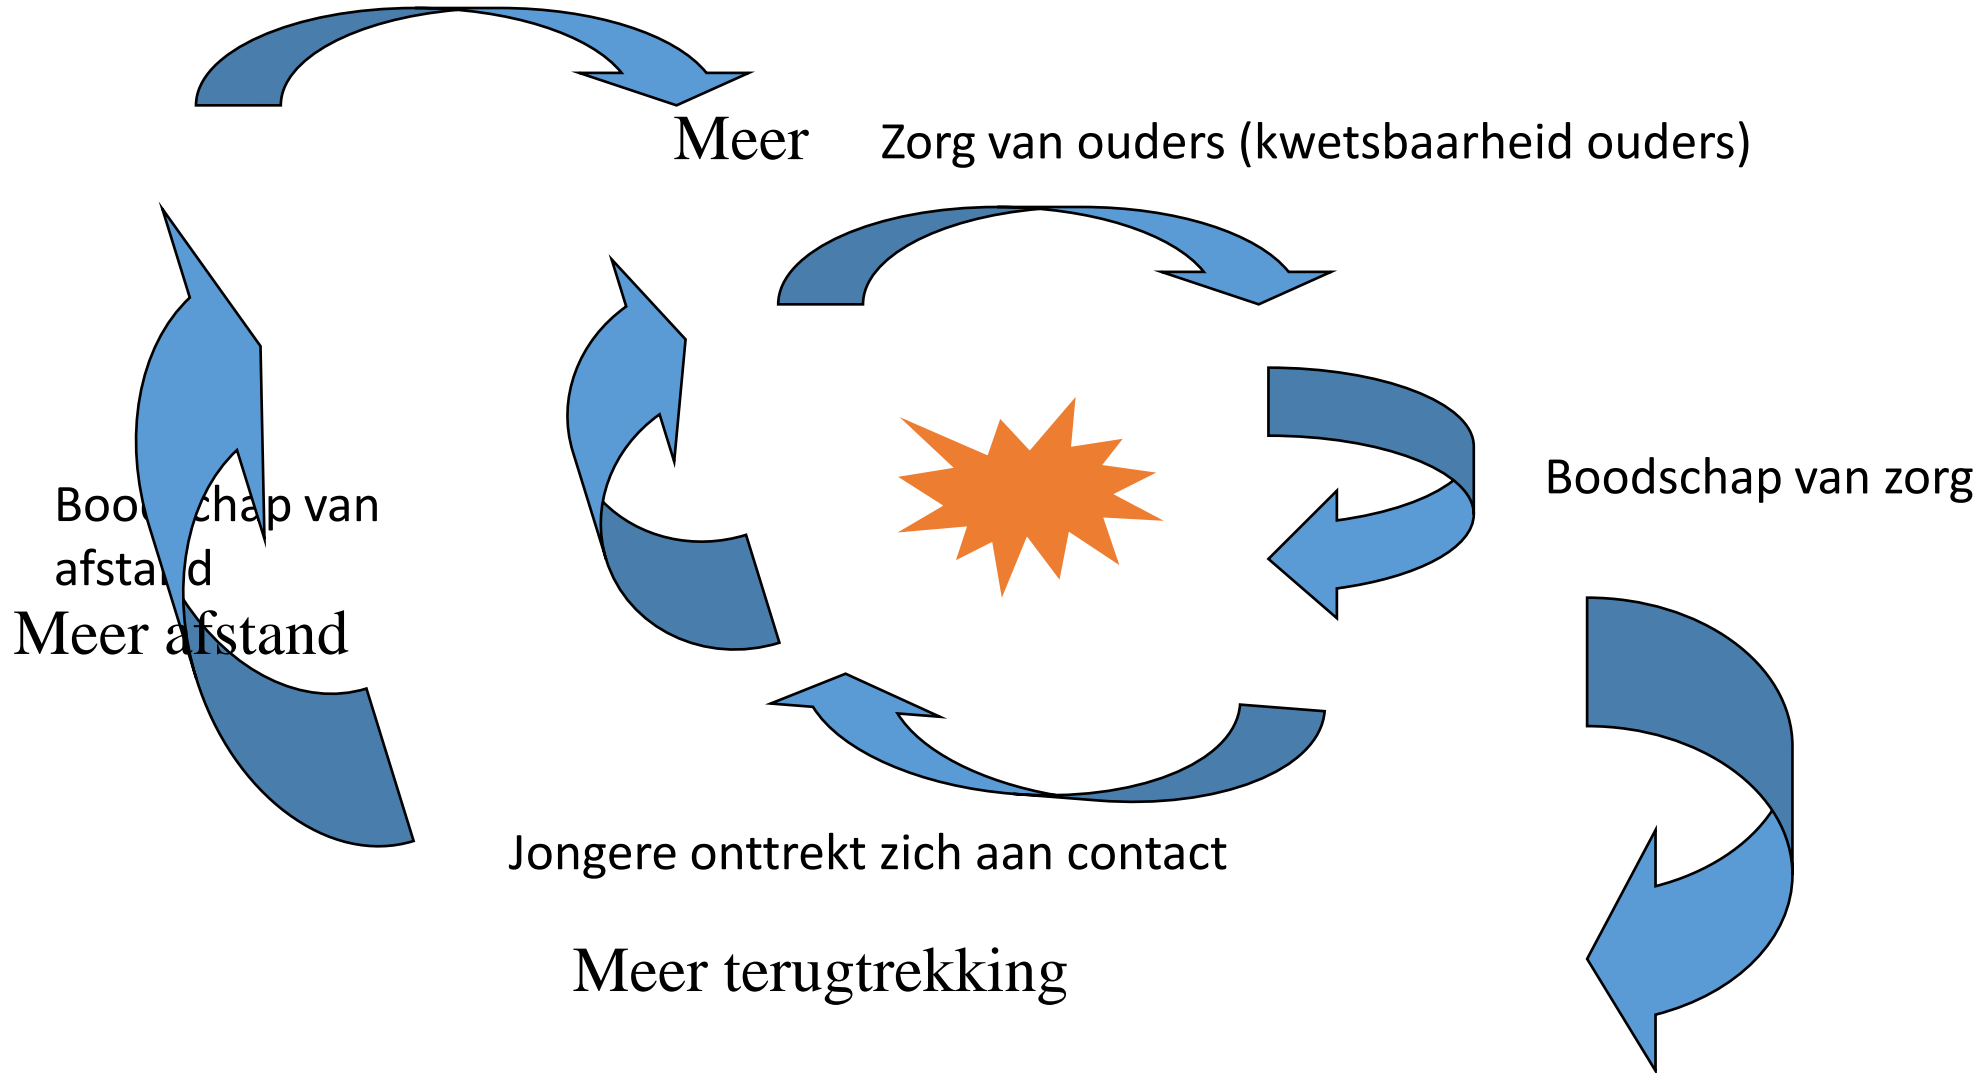 Meer Zorg van ouders (kwetsbaarheid ouders)
Boodschap van zorg
Boodschap van
afstand
Meer afstand
Jongere onttrekt zich aan contact
Meer terugtrekking